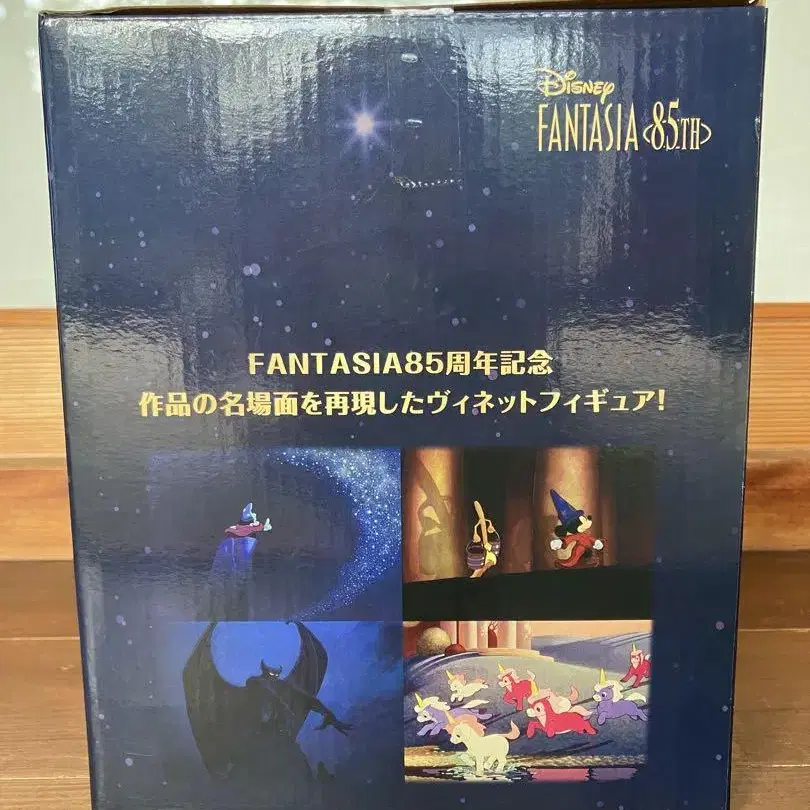 Disney
FANTASIA 85TH
FANTASIA85周年記念
作品の名場面を再現したヴィネットフィギュア!